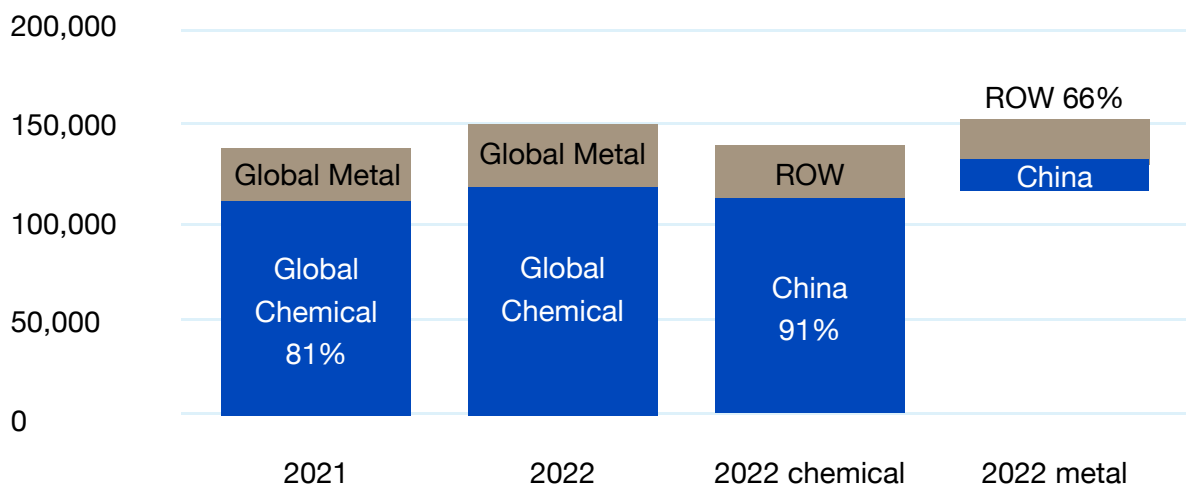 200,000
150,000
100,000
50,000
0
Global Metal
Global
Chemical
81%
Global Metal
Global
Chemical
ROW
China
91%
ROW 66%
China
2021
2022
2022 chemical
2022 metal